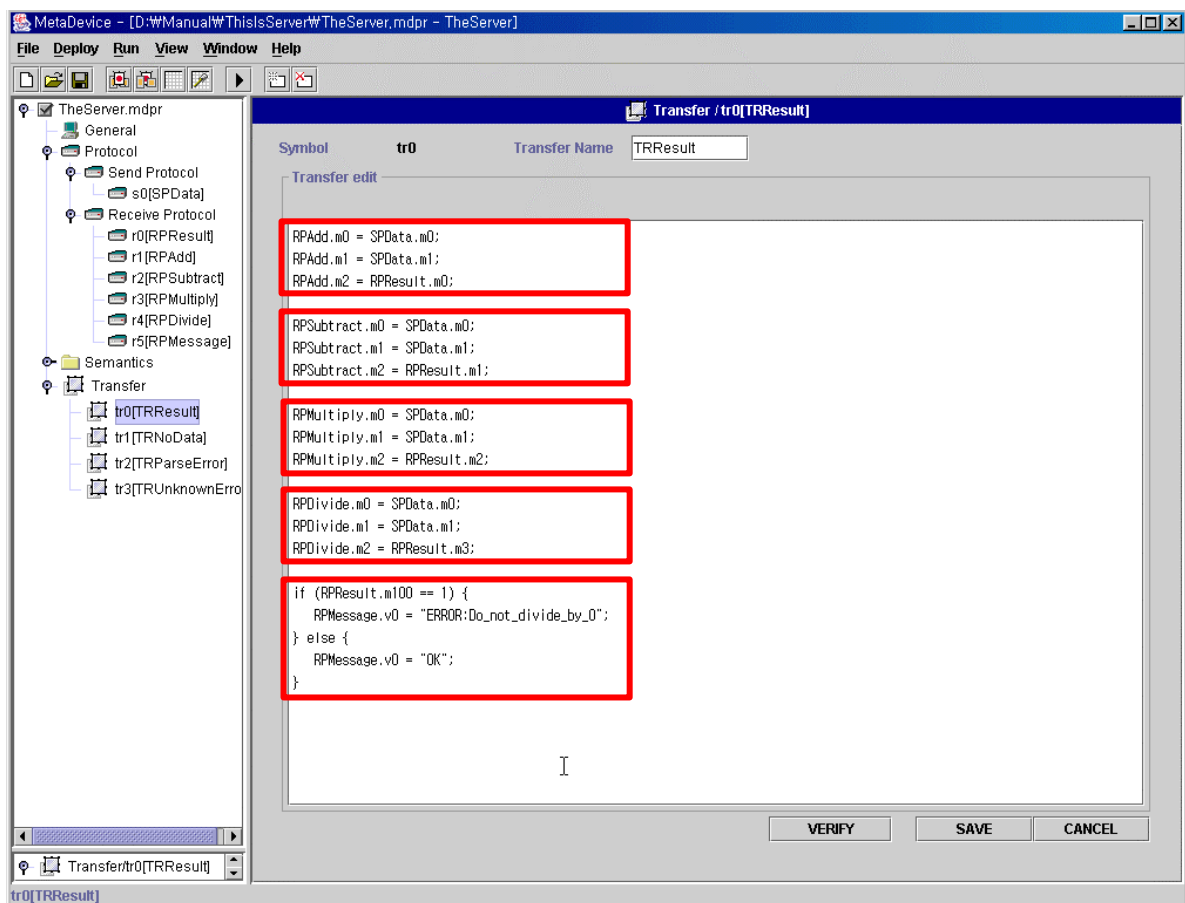 MetaDevice - [D:₩Manual₩ThisIsServer₩TheServer,mdpr - TheServer]
File Deploy Run View Window Help
TheServer.mdpr
General
Protocol
Send Protocol
s0[SPData]
Receive Protocol
r0[RPResult]
r1[RPAdd]
r2[RPSubtract]
r3[RPMultiply]
r4[RPDivide]
r5[RPMessage]
Semantics
Transfer
tr0[TRResult]
tr1[TRNoData]
tr2[TRParseError]
tr3[TRUnknownErro
Transfer/tr0[TRResult]
tr0[TRResult]
Transfer / tr0[TRResult]
Symbol tr0 Transfer Name TRResult
Transfer edit
RPAdd.m0 = SPData.m0;
RPAdd.m1 = SPData.m1;
RPAdd.m2 = RPResult.m0;
RPSubtract.m0 = SPData.m0;
RPSubtract.m1 = SPData.m1;
RPSubtract.m2 = RPResult.m1;
RPMultiply.m0 = SPData.m0;
RPMultiply.m1 = SPData.m1;
RPMultiply.m2 = RPResult.m2;
RPDivide.m0 = SPData.m0;
RPDivide.m1 = SPData.m1;
RPDivide.m2 = RPResult.m3;
if (RPResult.m100 == 1) {
RPMessage.v0 = "ERROR:Do_not_divide_by_0";
} else {
RPMessage.v0 = "OK";
}
VERIFY SAVE CANCEL